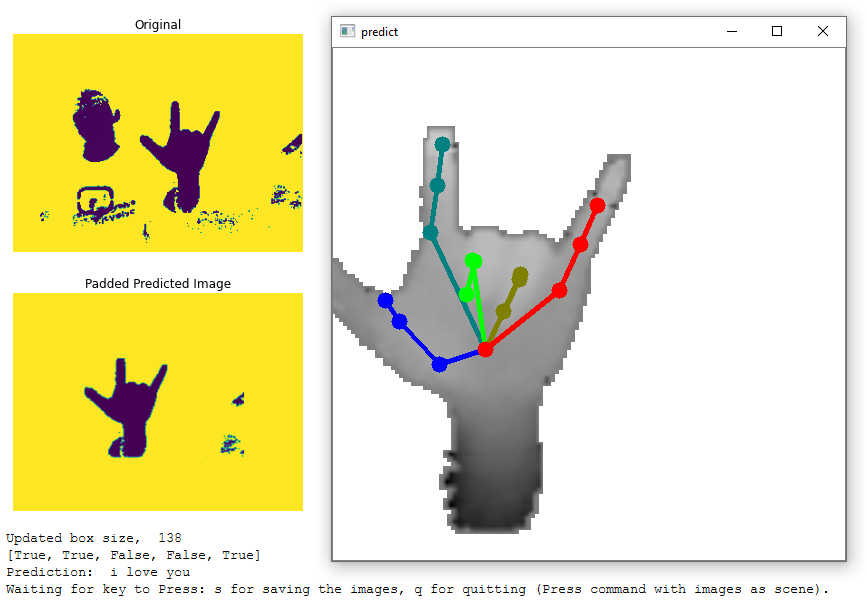 Original
predict
Padded Predicted Image
Updated box size,  138
[True, True, False, False, True]
Prediction:  i love you
Waiting for key to Press: s for saving the images, q for quitting (Press command with images as scene).